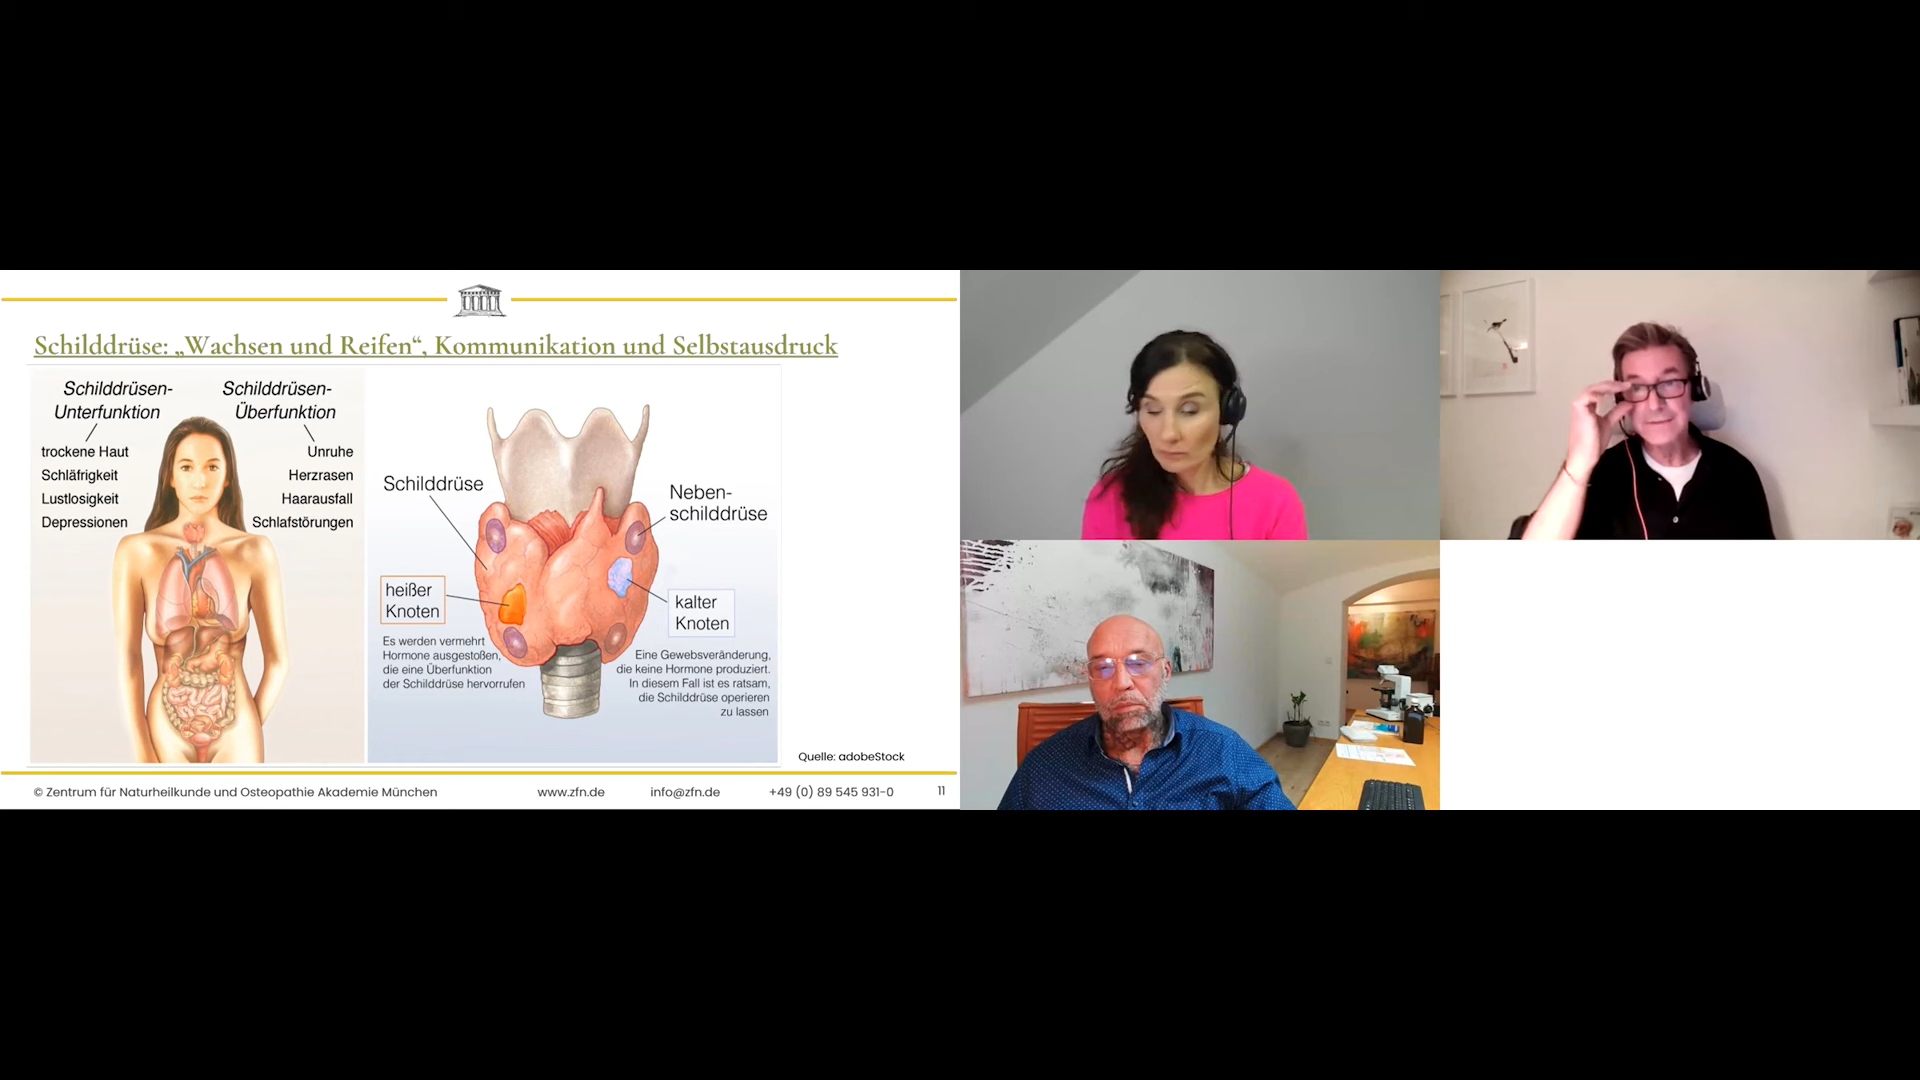 Schilddrüse: „Wachsen und Reifen“, Kommunikation und Selbstausdruck
Schilddrüsen-
Unterfunktion
trockene Haut
Schläfrigkeit
Lustlosigkeit
Depressionen
Schilddrüsen-
Überfunktion
Unruhe
Herzrasen
Haarausfall
Schlafstörungen
Schilddrüse
heißer
Knoten
Es werden vermehrt
Hormone ausgestoßen,
die eine Überfunktion
der Schilddrüse hervorrufen
Neben-
schilddrüse
kalter
Knoten
Eine Gewebsveränderung,
die keine Hormone produziert.
In diesem Fall ist es ratsam,
die Schilddrüse operieren
zu lassen
Quelle: adobeStock
© Zentrum für Naturheilkunde und Osteopathie Akademie München www.zfn.de info@zfn.de +49 (0) 89 545 931-0 11